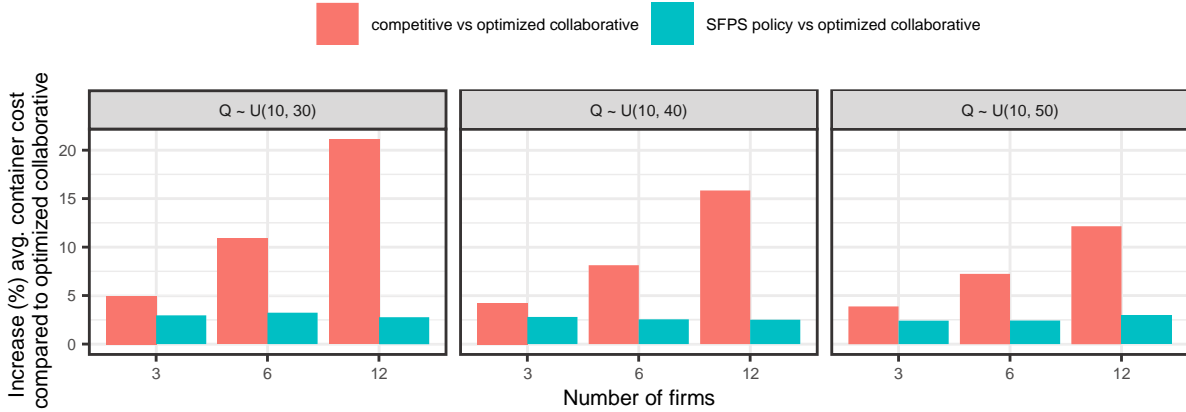 competitive vs optimized collaborative
SFPS policy vs optimized collaborative
Increase (%) avg. container cost
compared to optimized collaborative
Q ~ U(10, 30)
Q ~ U(10, 40)
Q ~ U(10, 50)
20
15
10
5
0
3 6 12
3 6 12
3 6 12
Number of firms